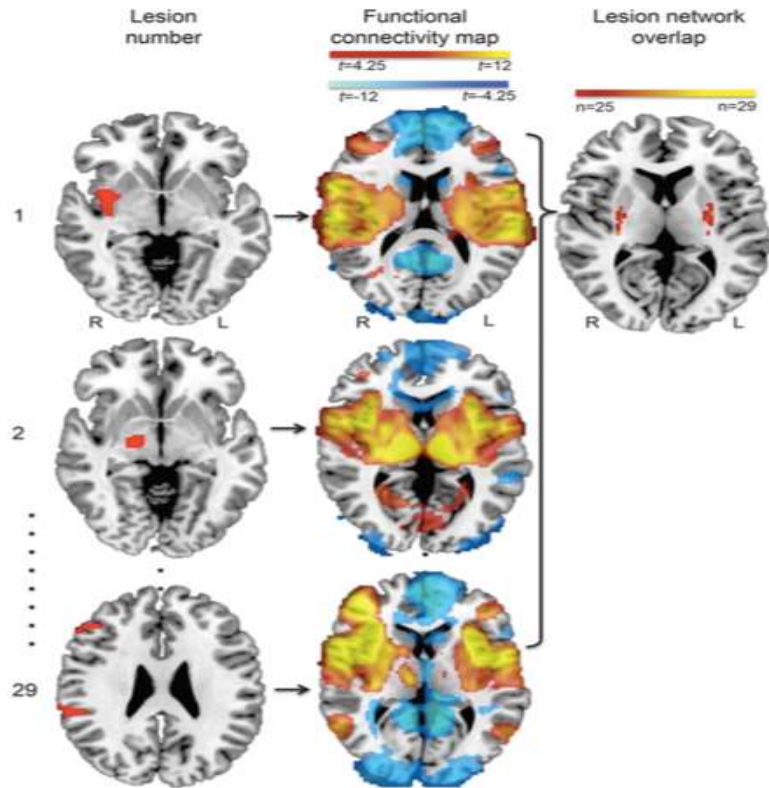 Lesion number
Functional connectivity map
Lesion network overlap
t=4.25 t=12
t=-12 t=-4.25
n=25 n=29
1
R L
R L
R L
2
29